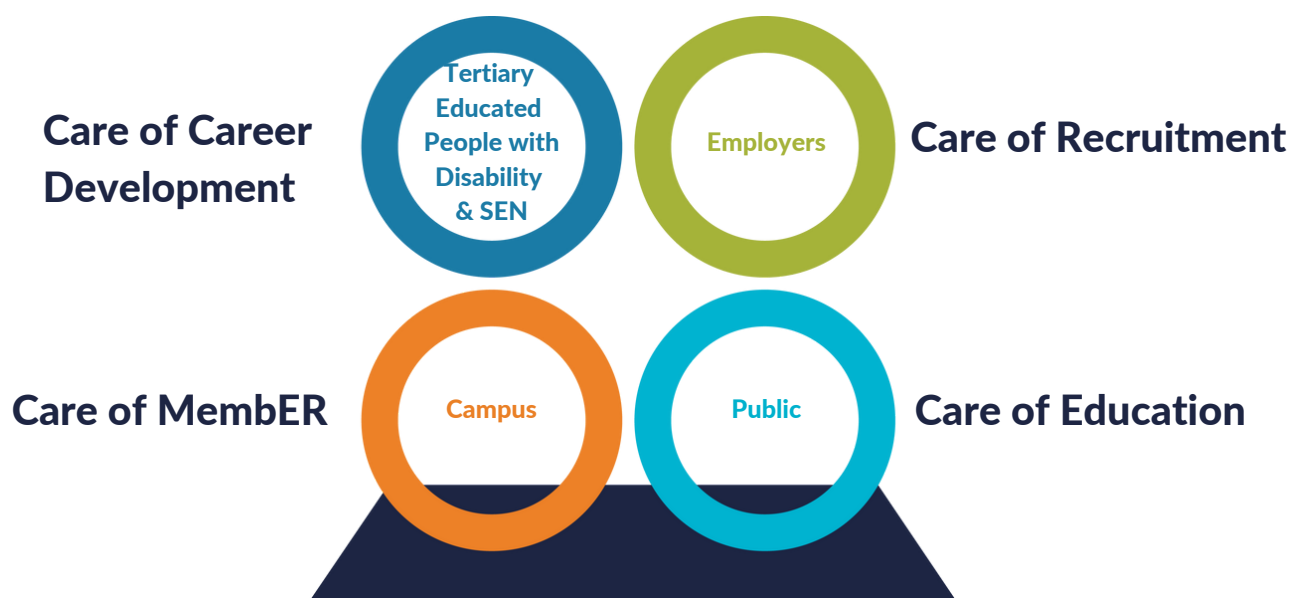 Care of Career
Development
Tertiary
Educated
People with
Disability
& SEN
Employers
Care of Recruitment
Care of MembER
Campus
Public
Care of Education